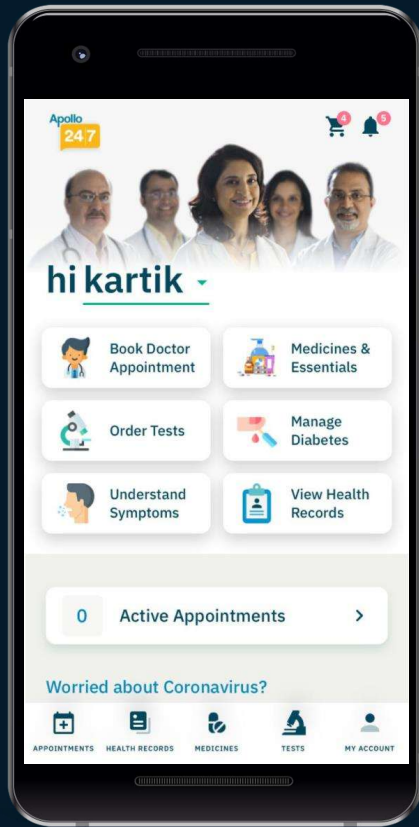 Apollo
24|7
4
5
hi kartik
Book Doctor
Appointment
Medicines &
Essentials
Order Tests
Manage
Diabetes
Understand
Symptoms
View Health
Records
0 Active Appointments
Worried about Coronavirus?
APPOINTMENTS HEALTH RECORDS MEDICINES TESTS MY ACCOUNT